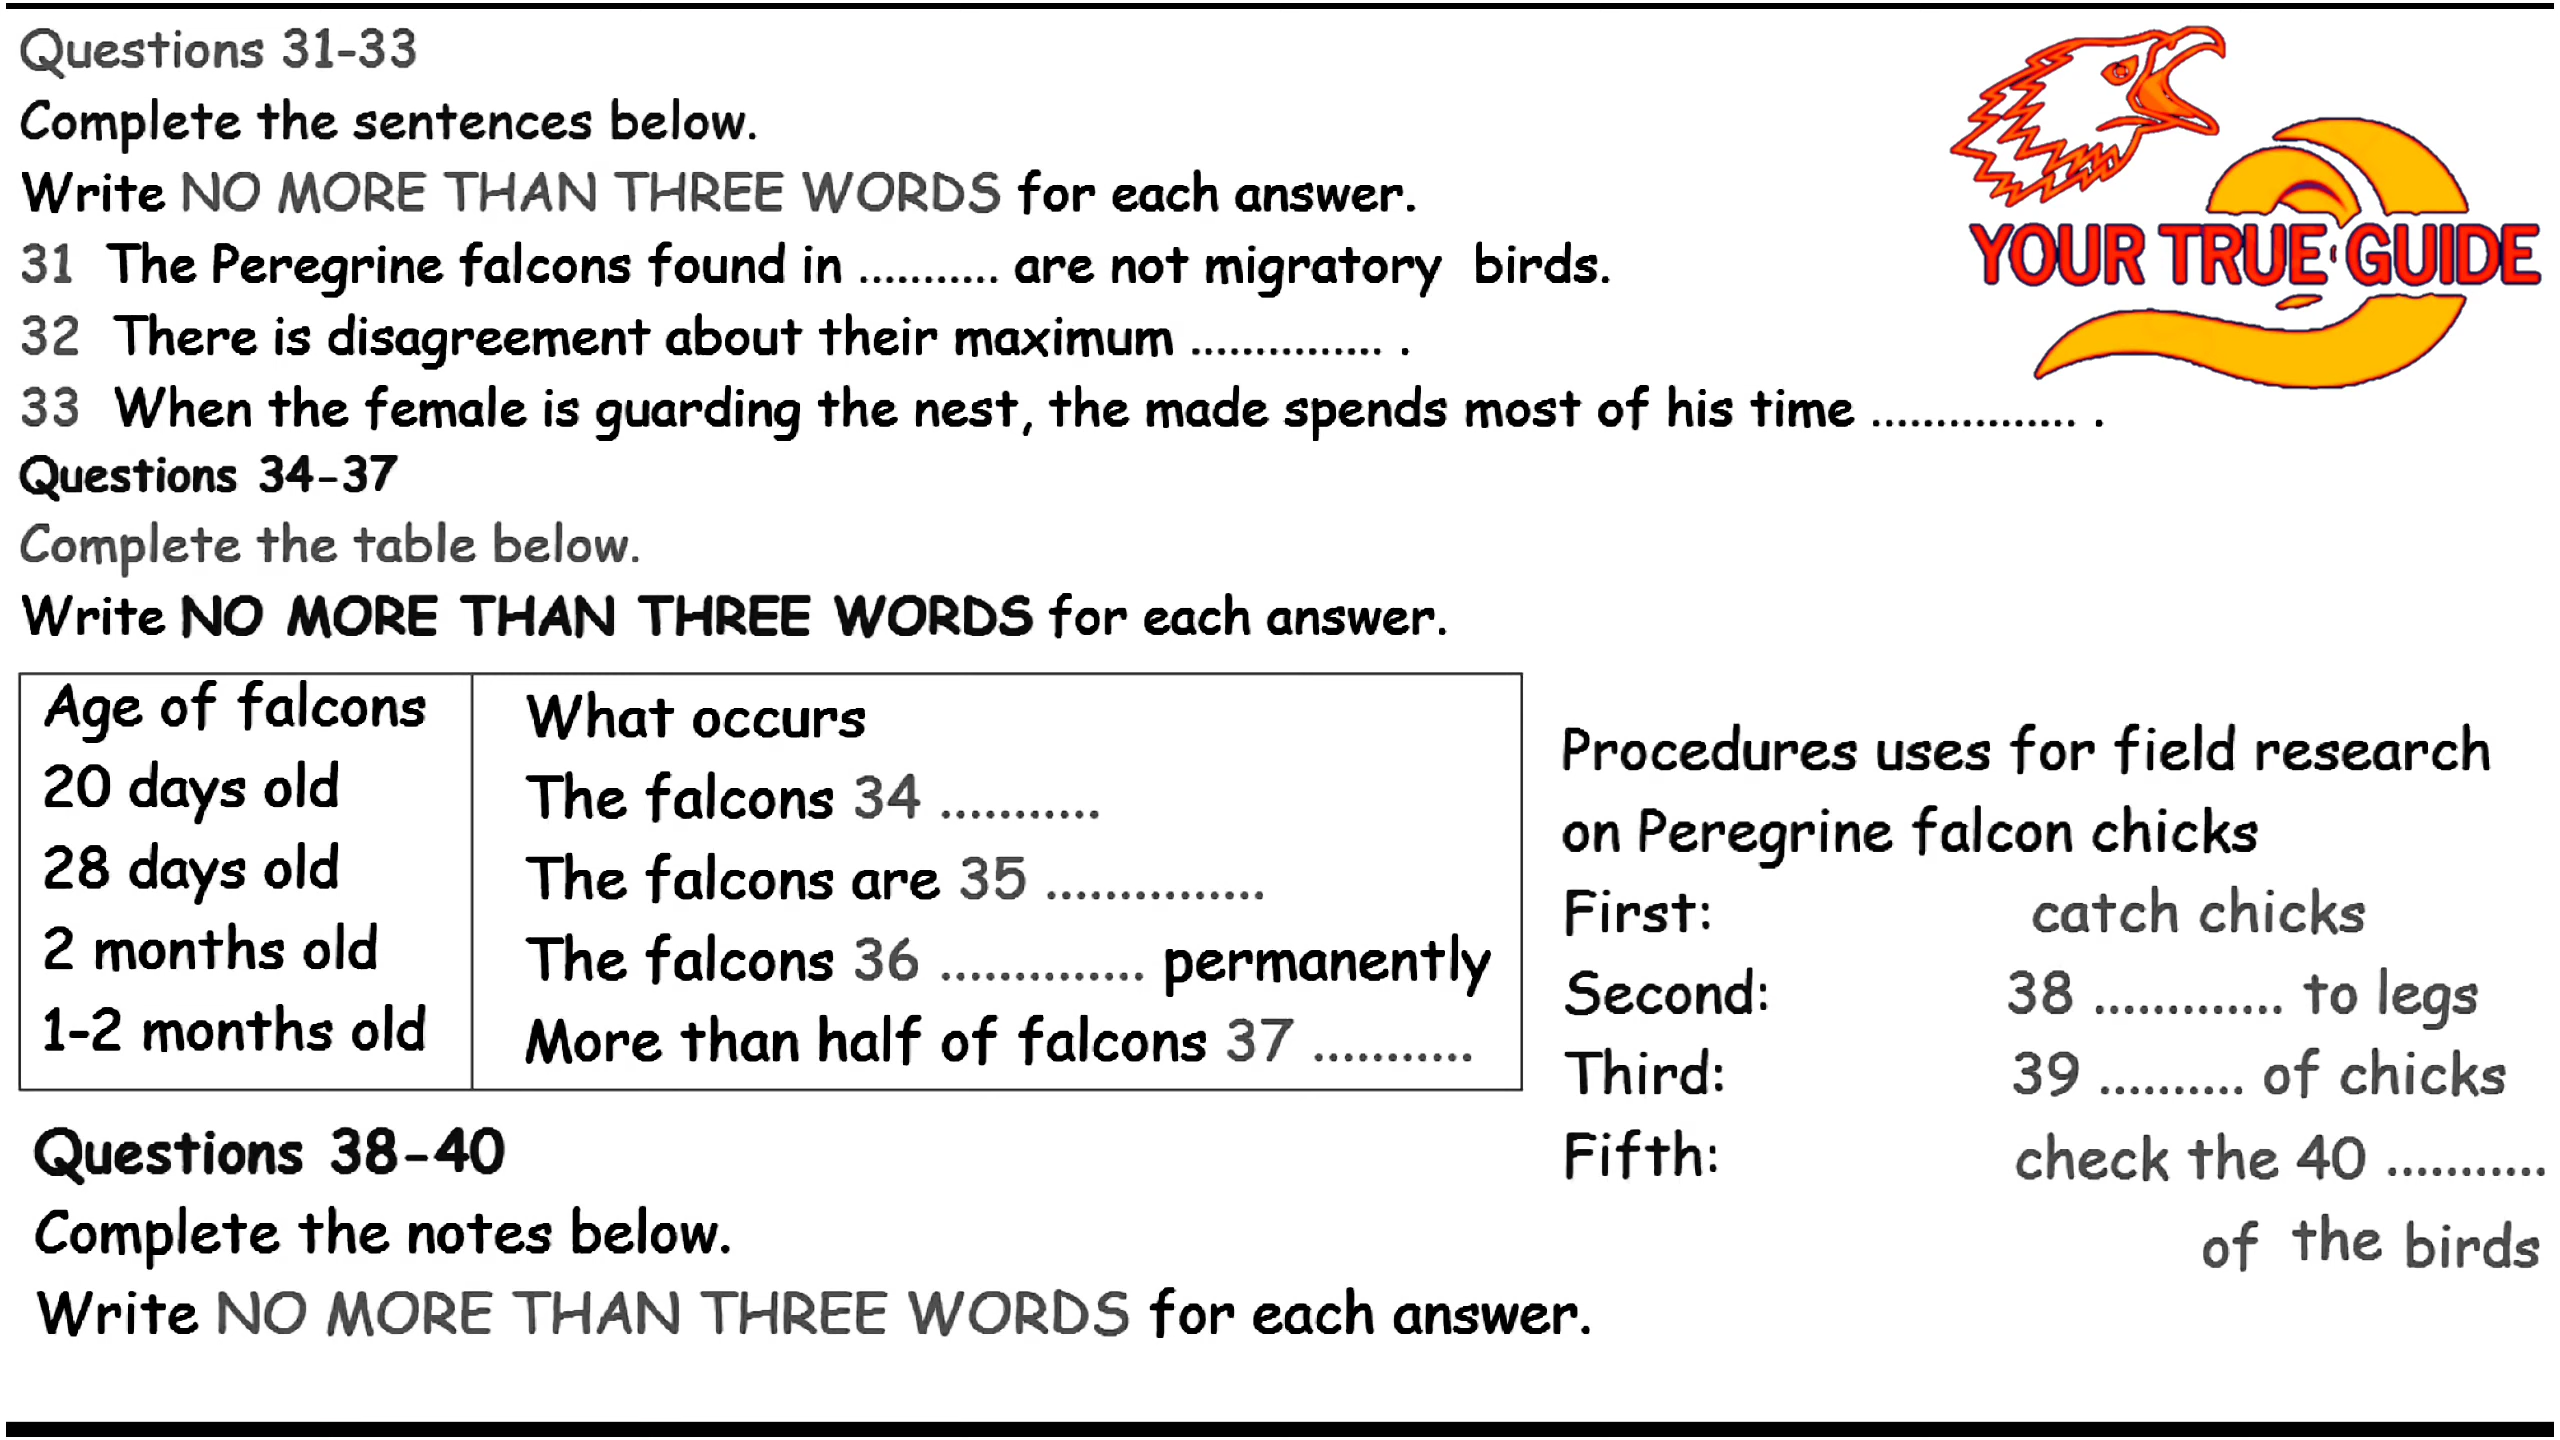 Questions 31-33
Complete the sentences below.
Write NO MORE THAN THREE WORDS for each answer.
31 The Peregrine falcons found in ........... are not migratory birds.
32 There is disagreement about their maximum ............... .
33 When the female is guarding the nest, the made spends most of his time ................ .
YOUR TRUE GUIDE
Questions 34-37
Complete the table below.
Write NO MORE THAN THREE WORDS for each answer.
Age of falcons What occurs
20 days old The falcons 34 ...........
28 days old The falcons are 35 ...............
2 months old The falcons 36 .............. permanently
1-2 months old More than half of falcons 37 ...........
Questions 38-40
Complete the notes below.
Write NO MORE THAN THREE WORDS for each answer.
Procedures uses for field research
on Peregrine falcon chicks
First: catch chicks
Second: 38 ............. to legs
Third: 39 .......... of chicks
Fifth: check the 40 ...........
of the birds